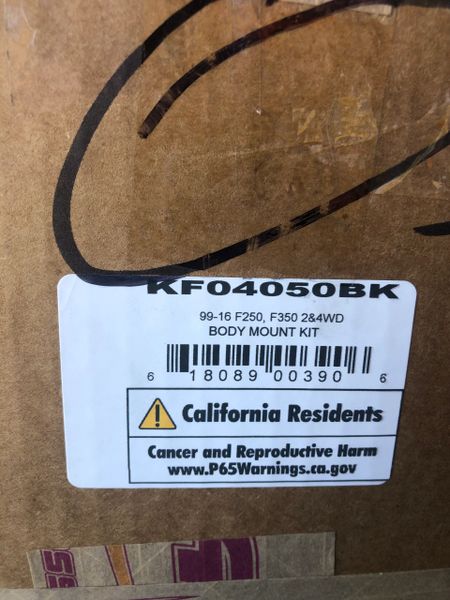 KF04050BK
99-16 F250, F350 2&4WD
BODY MOUNT KIT
6 18089 00390 6
California Residents
Cancer and Reproductive Harm
www.P65Warnings.ca.gov